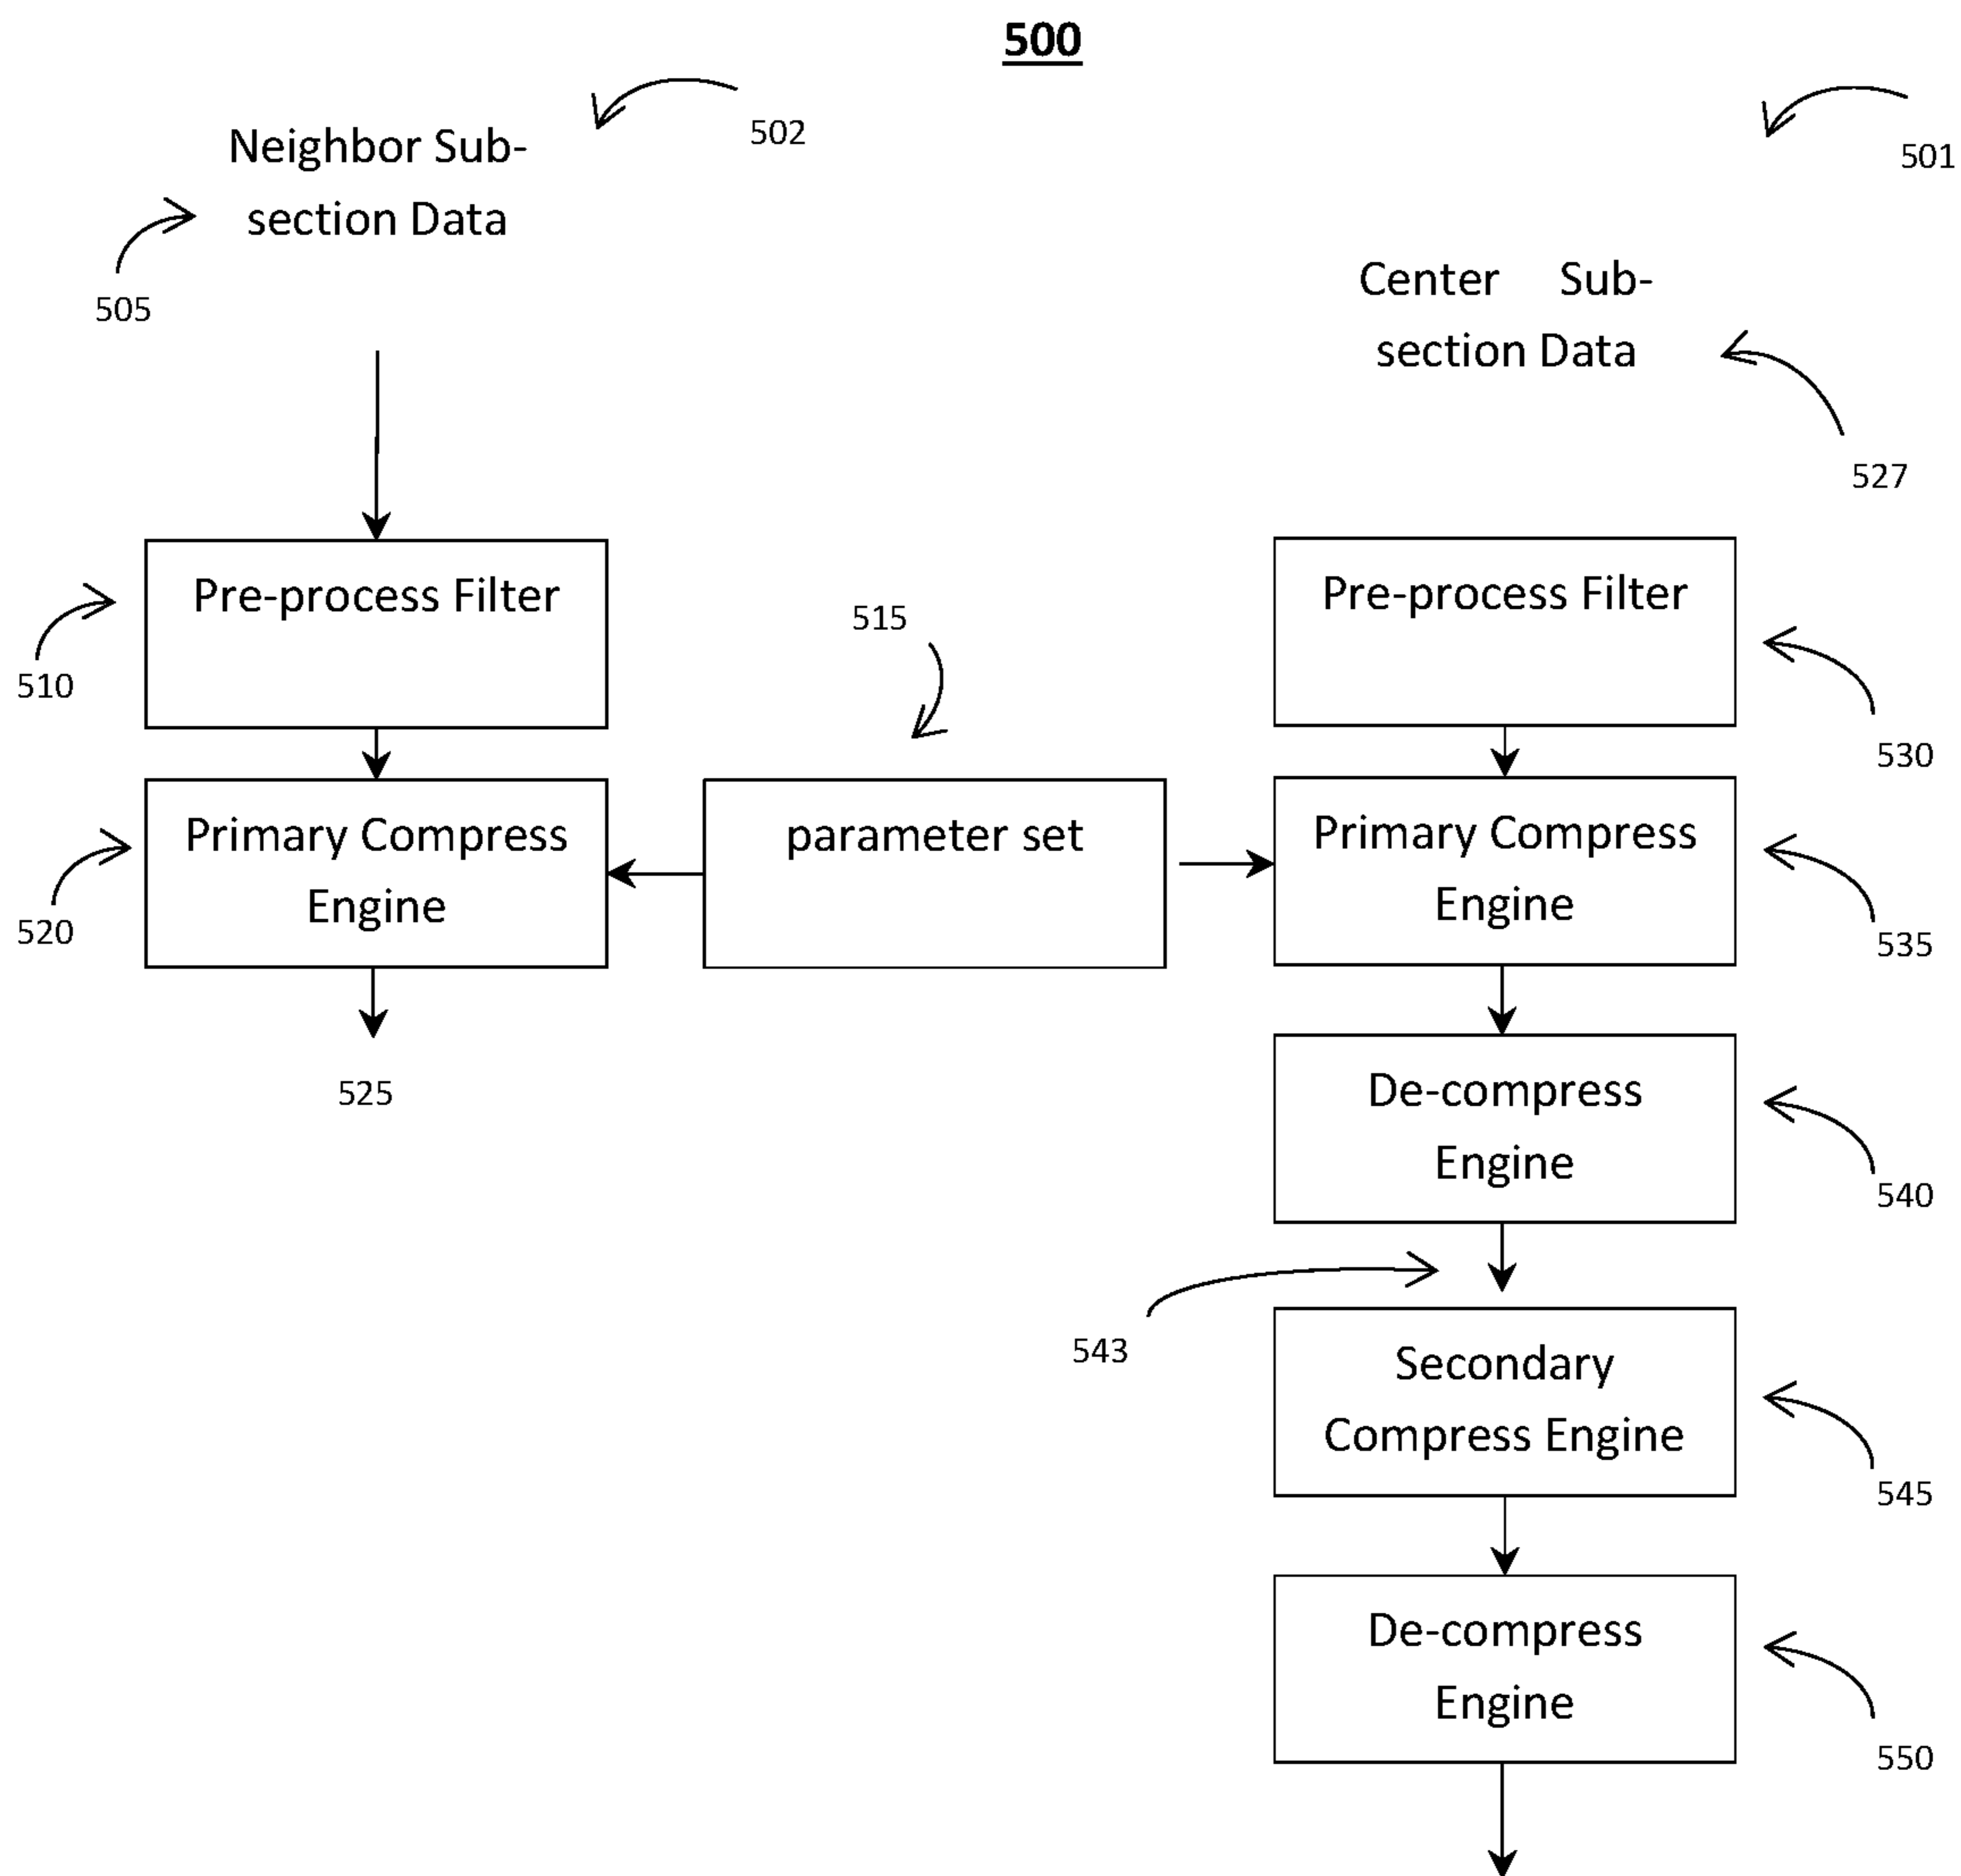 500
502
501
Neighbor Sub-
section Data
505
Center Sub-
section Data
527
Pre-process Filter
510
515
Pre-process Filter
530
Primary Compress
Engine
520
parameter set
Primary Compress
Engine
535
525
De-compress
Engine
540
543
Secondary
Compress Engine
545
De-compress
Engine
550